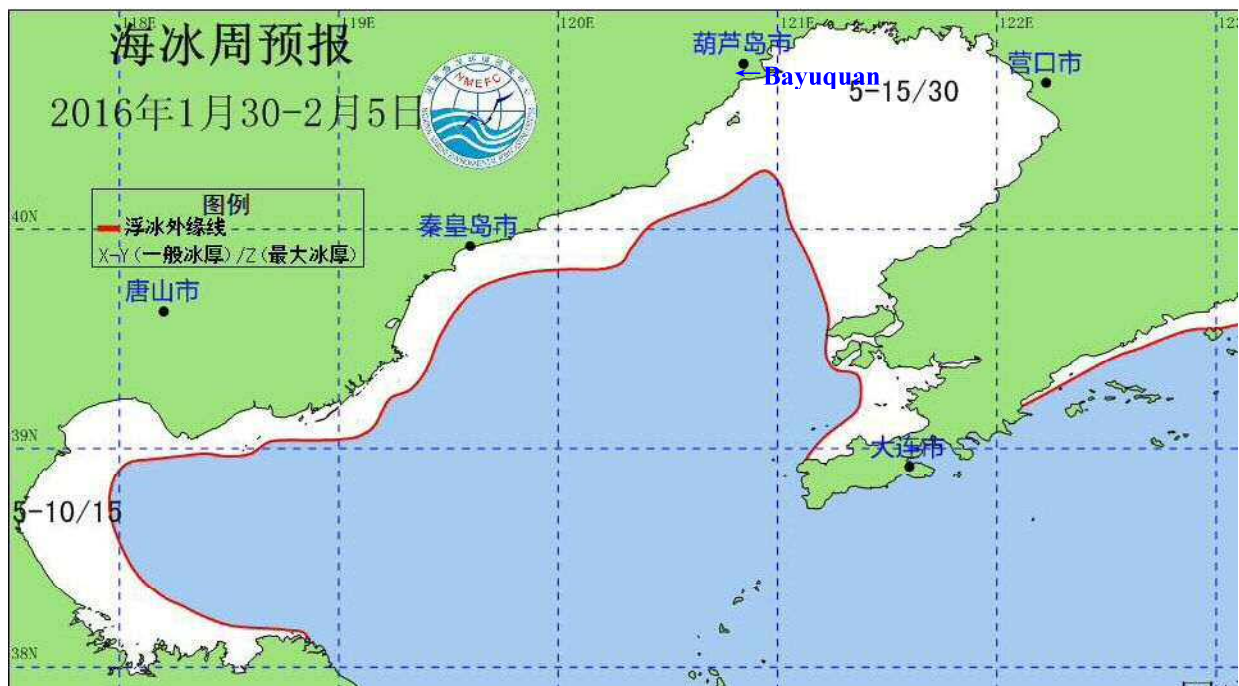 118E
119E
120E
121E
122E
海冰周预报
2016年1月30-2月5日
NMEFC
葫芦岛市
← Bayuquan
营口市
5-15/30
图例
浮冰外缘线
X-Y(一般冰厚)/Z(最大冰厚)
40N
秦皇岛市
唐山市
39N
大连市
5-10/15
38N